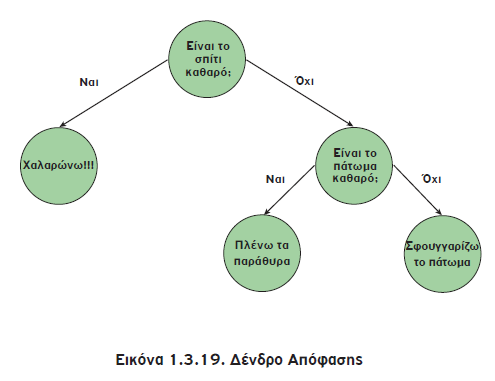 Είναι το
σπίτι
καθαρό;
Ναι
Όχι
Χαλαρώνω!!!
Είναι το
πάτωμα
καθαρό;
Ναι
Όχι
Πλένω τα
παράθυρα
Σφουγγαρίζω
το πάτωμα
Εικόνα 1.3.19. Δένδρο Απόφασης